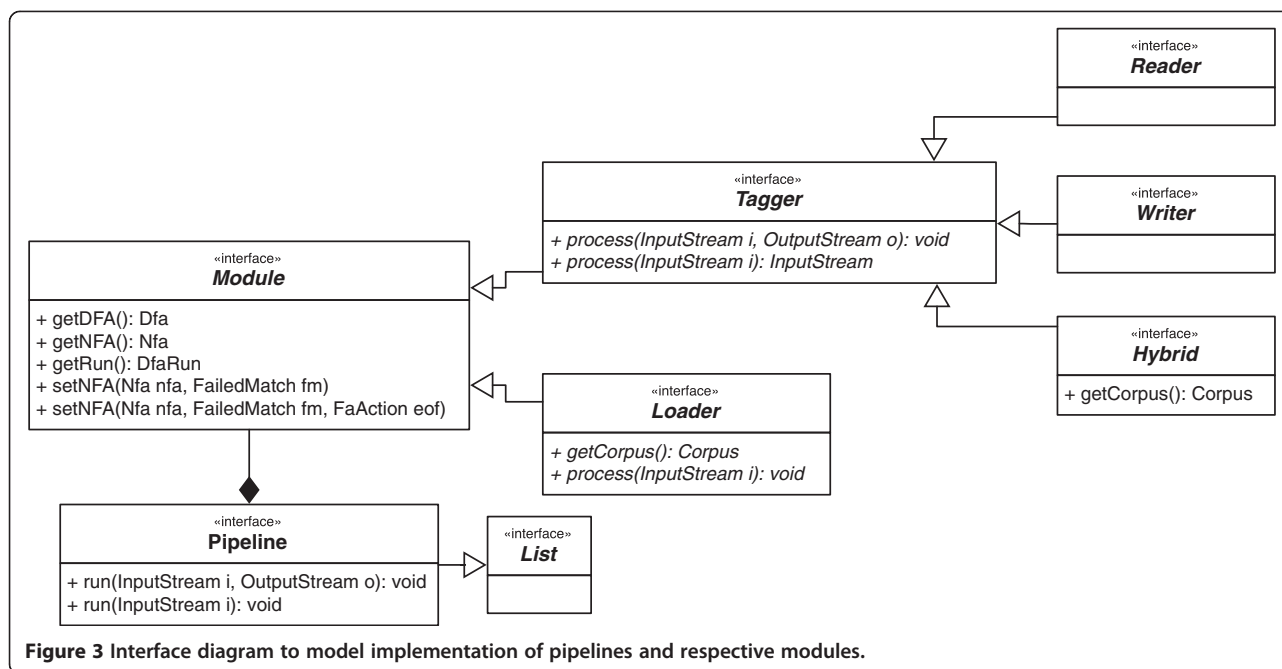 «interface»
Reader
«interface»
Tagger
+ process(InputStream i, OutputStream o): void
+ process(InputStream i): InputStream
«interface»
Writer
«interface»
Module
+ getDFA(): Dfa
+ getNFA(): Nfa
+ getRun(): DfaRun
+ setNFA(Nfa nfa, FailedMatch fm)
+ setNFA(Nfa nfa, FailedMatch fm, FaAction eof)
«interface»
Hybrid
+ getCorpus(): Corpus
«interface»
Loader
+ getCorpus(): Corpus
+ process(InputStream i): void
«interface»
Pipeline
+ run(InputStream i, OutputStream o): void
+ run(InputStream i): void
«interface»
List
Figure 3 Interface diagram to model implementation of pipelines and respective modules.